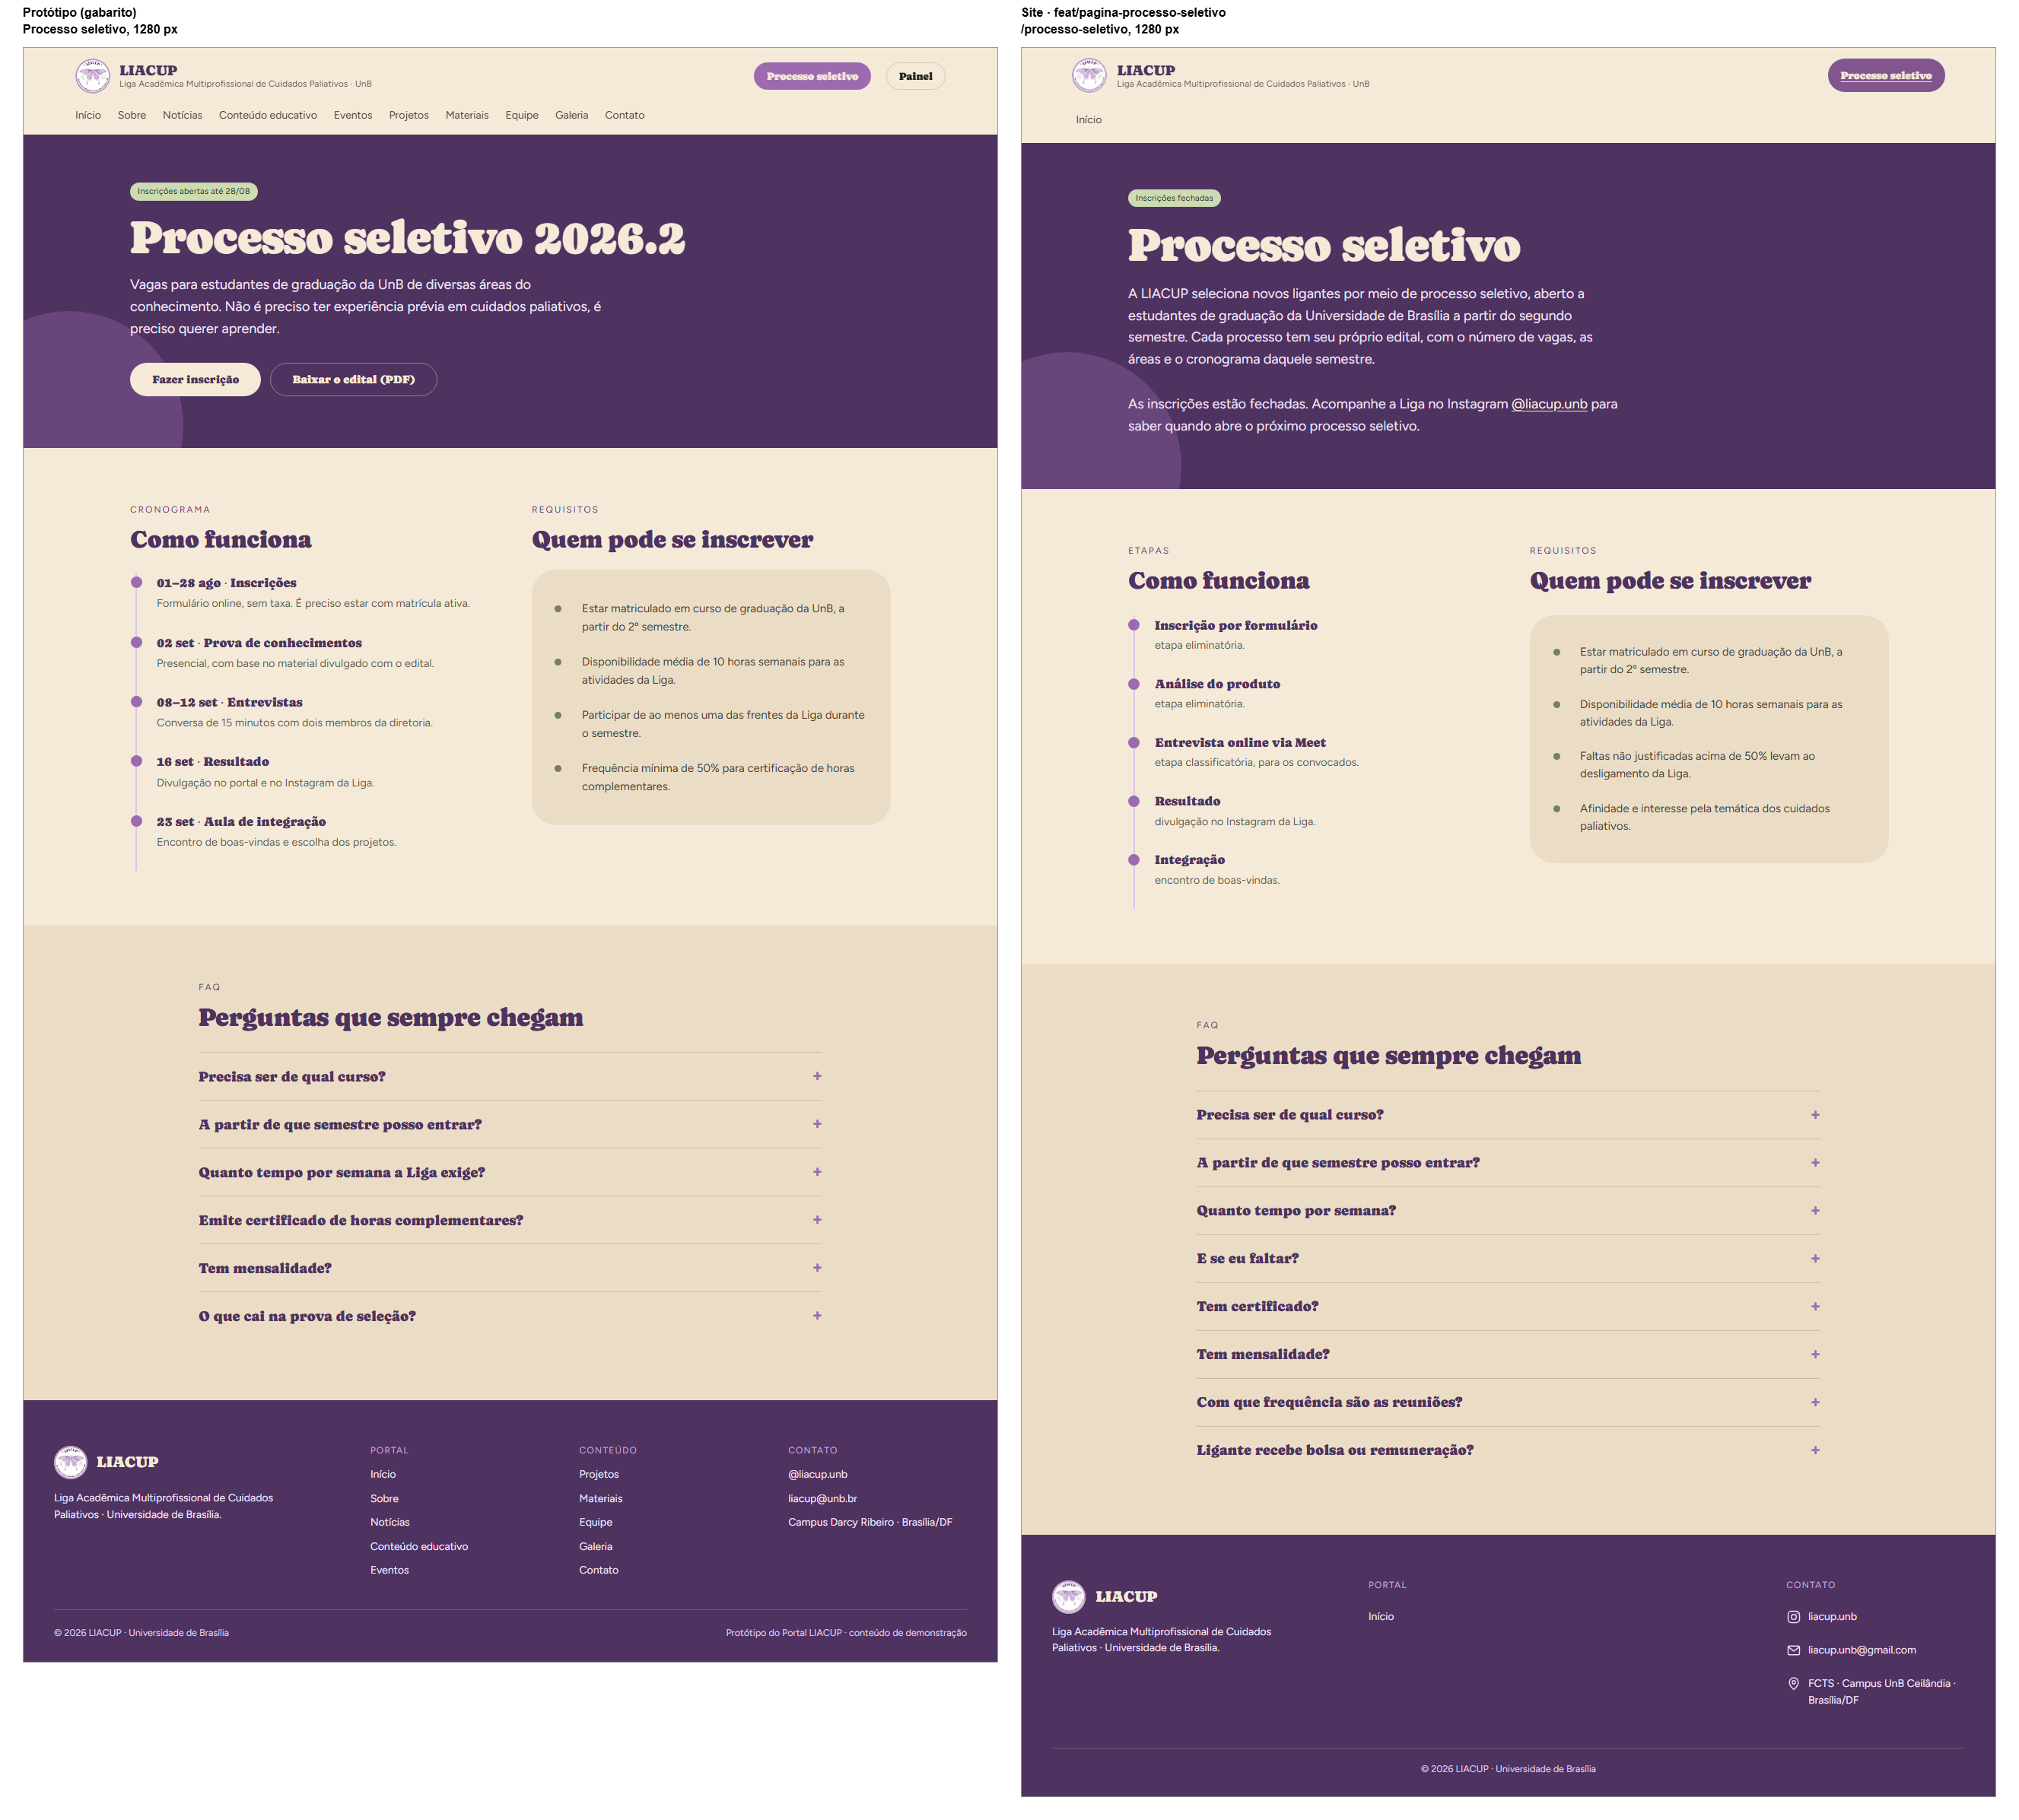 Protótipo (gabarito)
Processo seletivo, 1280 px
LIACUP
Liga Acadêmica Multiprofissional de Cuidados Paliativos · UnB
Processo seletivo
Painel
Início
Sobre
Notícias
Conteúdo educativo
Eventos
Projetos
Materiais
Equipe
Galeria
Contato
Inscrições abertas até 28/08
Processo seletivo 2026.2
Vagas para estudantes de graduação da UnB de diversas áreas do
conhecimento. Não é preciso ter experiência prévia em cuidados paliativos, é
preciso querer aprender.
Fazer inscrição
Baixar o edital (PDF)
CRONOGRAMA
Como funciona
01–28 ago · Inscrições
Formulário online, sem taxa. É preciso estar com matrícula ativa.
02 set · Prova de conhecimentos
Presencial, com base no material divulgado com o edital.
08–12 set · Entrevistas
Conversa de 15 minutos com dois membros da diretoria.
16 set · Resultado
Divulgação no portal e no Instagram da Liga.
23 set · Aula de integração
Encontro de boas-vindas e escolha dos projetos.
REQUISITOS
Quem pode se inscrever
Estar matriculado em curso de graduação da UnB, a
partir do 2º semestre.
Disponibilidade média de 10 horas semanais para as
atividades da Liga.
Participar de ao menos uma das frentes da Liga durante
o semestre.
Frequência mínima de 50% para certificação de horas
complementares.
FAQ
Perguntas que sempre chegam
Precisa ser de qual curso?
+
A partir de que semestre posso entrar?
+
Quanto tempo por semana a Liga exige?
+
Emite certificado de horas complementares?
+
Tem mensalidade?
+
O que cai na prova de seleção?
+
LIACUP
Liga Acadêmica Multiprofissional de Cuidados
Paliativos · Universidade de Brasília.
PORTAL
Início
Sobre
Notícias
Conteúdo educativo
Eventos
CONTEÚDO
Projetos
Materiais
Equipe
Galeria
Contato
CONTATO
@liacup.unb
liacup@unb.br
Campus Darcy Ribeiro · Brasília/DF
© 2026 LIACUP · Universidade de Brasília
Protótipo do Portal LIACUP · conteúdo de demonstração
Site · feat/pagina-processo-seletivo
/processo-seletivo, 1280 px
LIACUP
Liga Acadêmica Multiprofissional de Cuidados Paliativos · UnB
Processo seletivo
Início
Inscrições fechadas
Processo seletivo
A LIACUP seleciona novos ligantes por meio de processo seletivo, aberto a
estudantes de graduação da Universidade de Brasília a partir do segundo
semestre. Cada processo tem seu próprio edital, com o número de vagas, as
áreas e o cronograma daquele semestre.
As inscrições estão fechadas. Acompanhe a Liga no Instagram @liacup.unb para
saber quando abre o próximo processo seletivo.
ETAPAS
Como funciona
Inscrição por formulário
etapa eliminatória.
Análise do produto
etapa eliminatória.
Entrevista online via Meet
etapa classificatória, para os convocados.
Resultado
divulgação no Instagram da Liga.
Integração
encontro de boas-vindas.
REQUISITOS
Quem pode se inscrever
Estar matriculado em curso de graduação da UnB, a
partir do 2º semestre.
Disponibilidade média de 10 horas semanais para as
atividades da Liga.
Faltas não justificadas acima de 50% levam ao
desligamento da Liga.
Afinidade e interesse pela temática dos cuidados
paliativos.
FAQ
Perguntas que sempre chegam
Precisa ser de qual curso?
+
A partir de que semestre posso entrar?
+
Quanto tempo por semana?
+
E se eu faltar?
+
Tem certificado?
+
Tem mensalidade?
+
Com que frequência são as reuniões?
+
Ligante recebe bolsa ou remuneração?
+
LIACUP
Liga Acadêmica Multiprofissional de Cuidados
Paliativos · Universidade de Brasília.
PORTAL
Início
CONTATO
liacup.unb
liacup.unb@gmail.com
FCTS · Campus UnB Ceilândia ·
Brasília/DF
© 2026 LIACUP · Universidade de Brasília